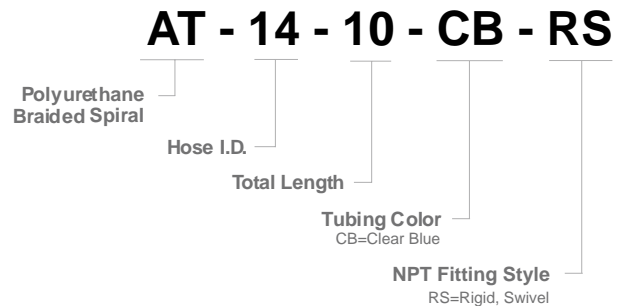 AT - 14 - 10 - CB - RS
Polyurethane
Braided Spiral
Hose I.D.
Total Length
Tubing Color
CB=Clear Blue
NPT Fitting Style
RS=Rigid, Swivel